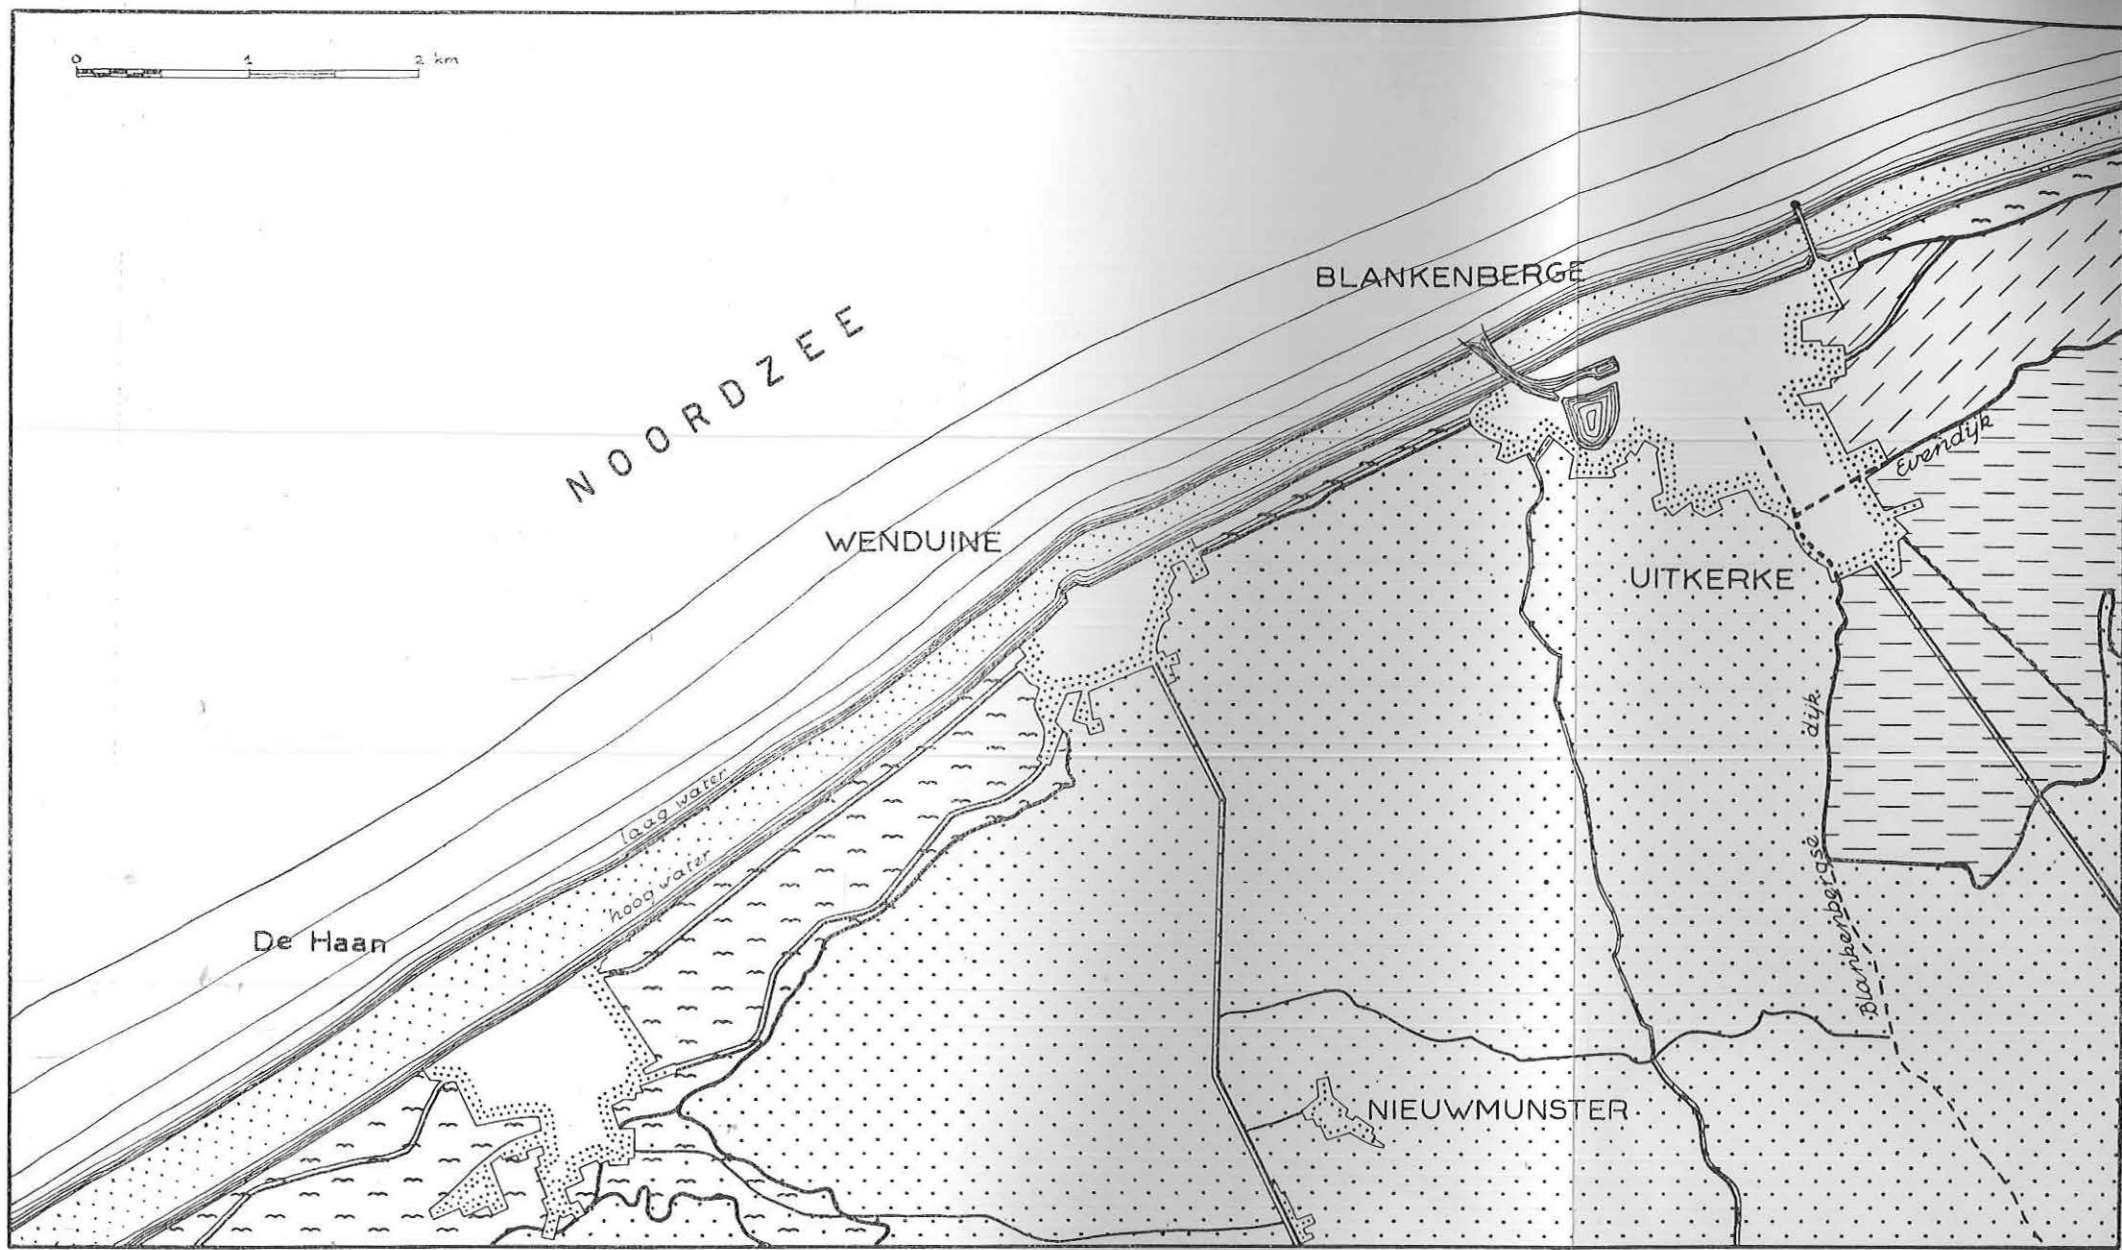 0 1 2 km
BLANKENBERGE
NOORDZEE
Evendijk
WENDUINE
UITKERKE
dijk
laag water
hoog water
Blankenbergse
De Haan
NIEUWMUNSTER